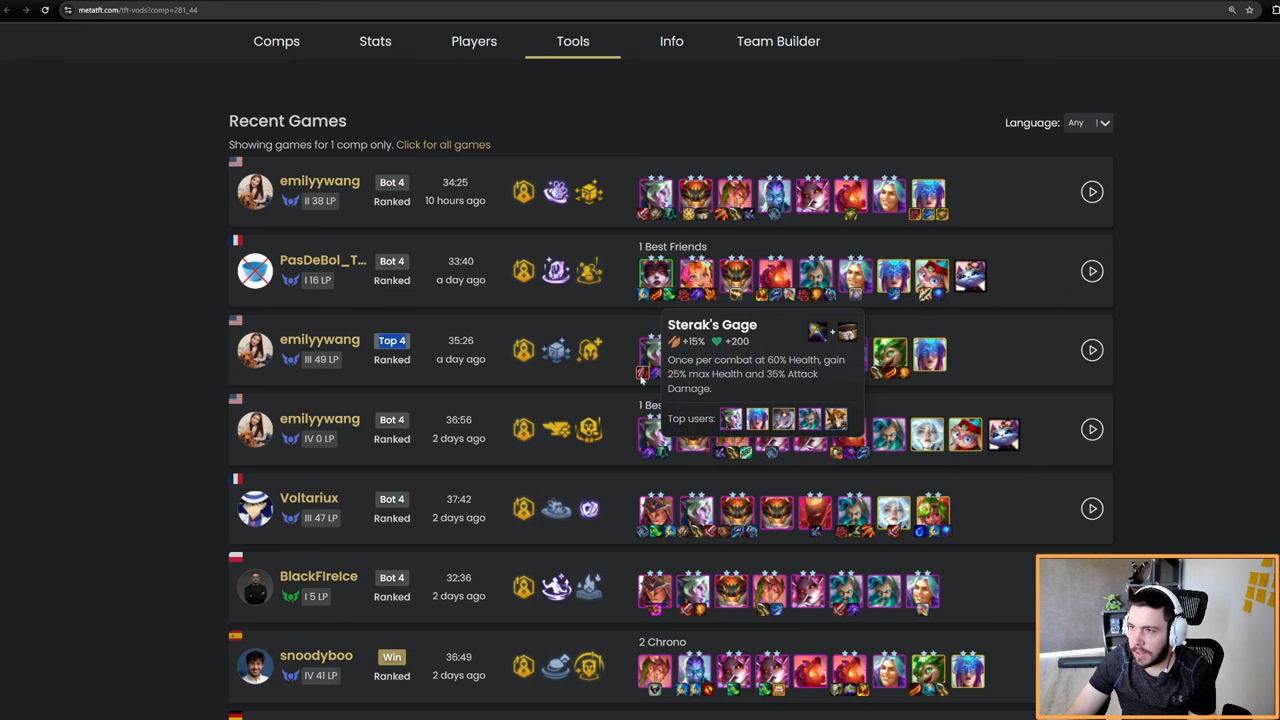 metatft.com/tft-vods?comp=281_44
Comps Stats Players Tools Info Team Builder
Recent Games
Language: Any
Showing games for 1 comp only. Click for all games
emilyywang Bot 4 34:25
II 38 LP Ranked 10 hours ago
1 Best Friends
PasDeBol_T... Bot 4 33:40
I 16 LP Ranked a day ago
emilyywang Top 4 35:26
III 49 LP Ranked a day ago
Sterak's Gage
+
+15% +200
Once per combat at 60% Health, gain
25% max Health and 35% Attack
Damage.
Top users:
1 Bes
emilyywang Bot 4 36:56
IV 0 LP Ranked 2 days ago
Voltariux Bot 4 37:42
III 47 LP Ranked 2 days ago
BlackFIreIce Bot 4 32:36
I 5 LP Ranked 2 days ago
2 Chrono
snoodyboo Win 36:49
IV 41 LP Ranked 2 days ago